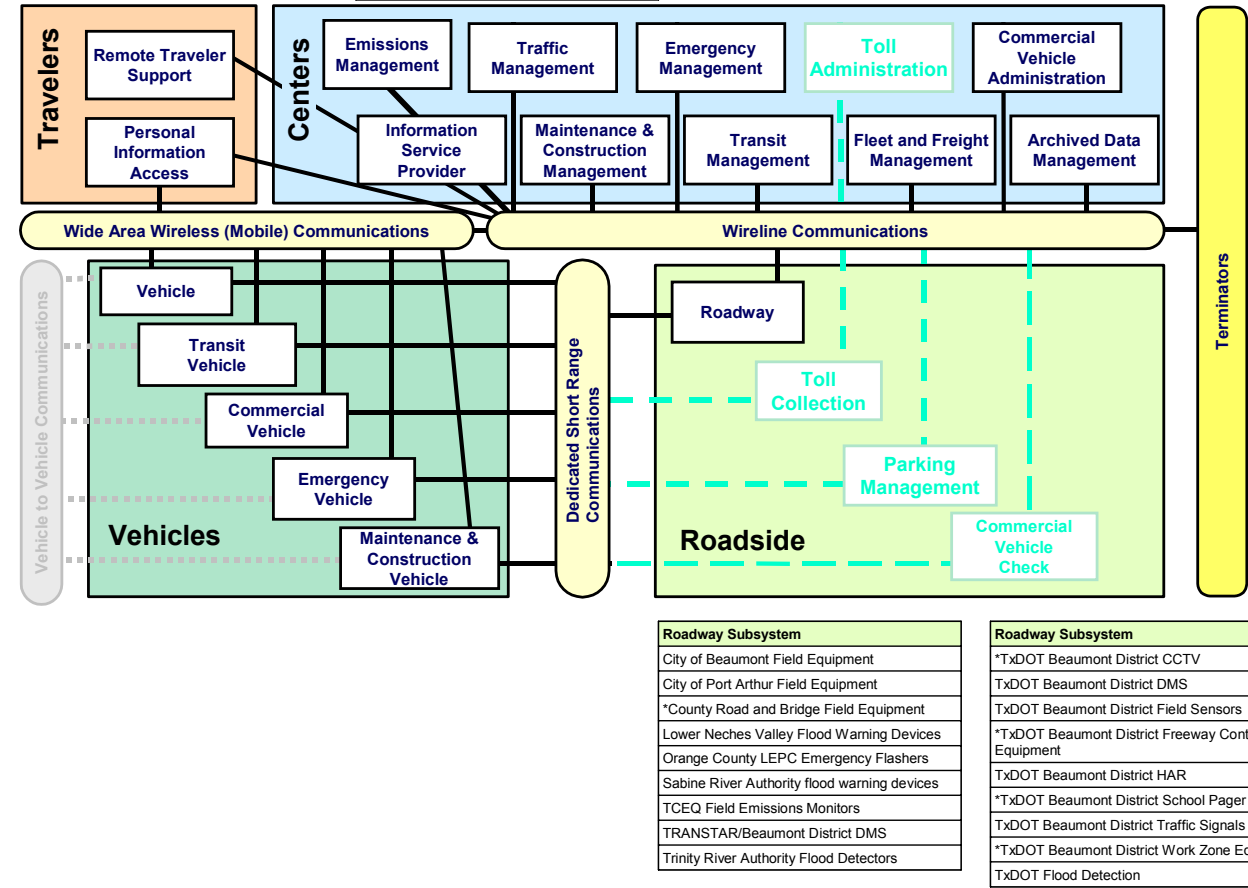 Travelers
Remote Traveler
Support
Personal
Information
Access
Centers
Emissions
Management
Traffic
Management
Emergency
Management
Toll
Administration
Commercial
Vehicle
Administration
Information
Service
Provider
Maintenance &
Construction
Management
Transit
Management
Fleet and Freight
Management
Archived Data
Management
Wide Area Wireless (Mobile) Communications
Wireline Communications
Terminators
Vehicle to Vehicle Communications
Vehicle
Transit
Vehicle
Commercial
Vehicle
Emergency
Vehicle
Maintenance &
Construction
Vehicle
Vehicles
Dedicated Short Range
Communications
Roadway
Toll
Collection
Parking
Management
Commercial
Vehicle
Check
Roadside
Roadway Subsystem
City of Beaumont Field Equipment
City of Port Arthur Field Equipment
*County Road and Bridge Field Equipment
Lower Neches Valley Flood Warning Devices
Orange County LEPC Emergency Flashers
Sabine River Authority flood warning devices
TCEQ Field Emissions Monitors
TRANSTAR/Beaumont District DMS
Trinity River Authority Flood Detectors
Roadway Subsystem
*TxDOT Beaumont District CCTV
TxDOT Beaumont District DMS
TxDOT Beaumont District Field Sensors
*TxDOT Beaumont District Freeway Cont
Equipment
TxDOT Beaumont District HAR
*TxDOT Beaumont District School Pager
TxDOT Beaumont District Traffic Signals
*TxDOT Beaumont District Work Zone Ec
TxDOT Flood Detection